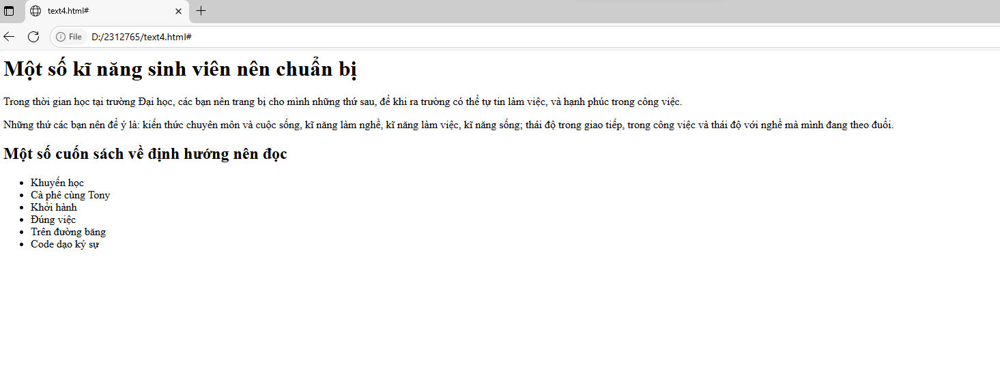 text4.html#
File D:/2312765/text4.html#
Một số kĩ năng sinh viên nên chuẩn bị
Trong thời gian học tại trường Đại học, các bạn nên trang bị cho mình những thứ sau, để khi ra trường có thể tự tin làm việc, và hạnh phúc trong công việc.
Những thứ các bạn nên để ý là: kiến thức chuyên môn và cuộc sống, kĩ năng làm nghề, kĩ năng làm việc, kĩ năng sống; thái độ trong giao tiếp, trong công việc và thái độ với nghề mà mình đang theo đuổi.
Một số cuốn sách về định hướng nên đọc
• Khuyến học
• Cà phê cùng Tony
• Khởi hành
• Đúng việc
• Trên đường băng
• Code dạo ký sự